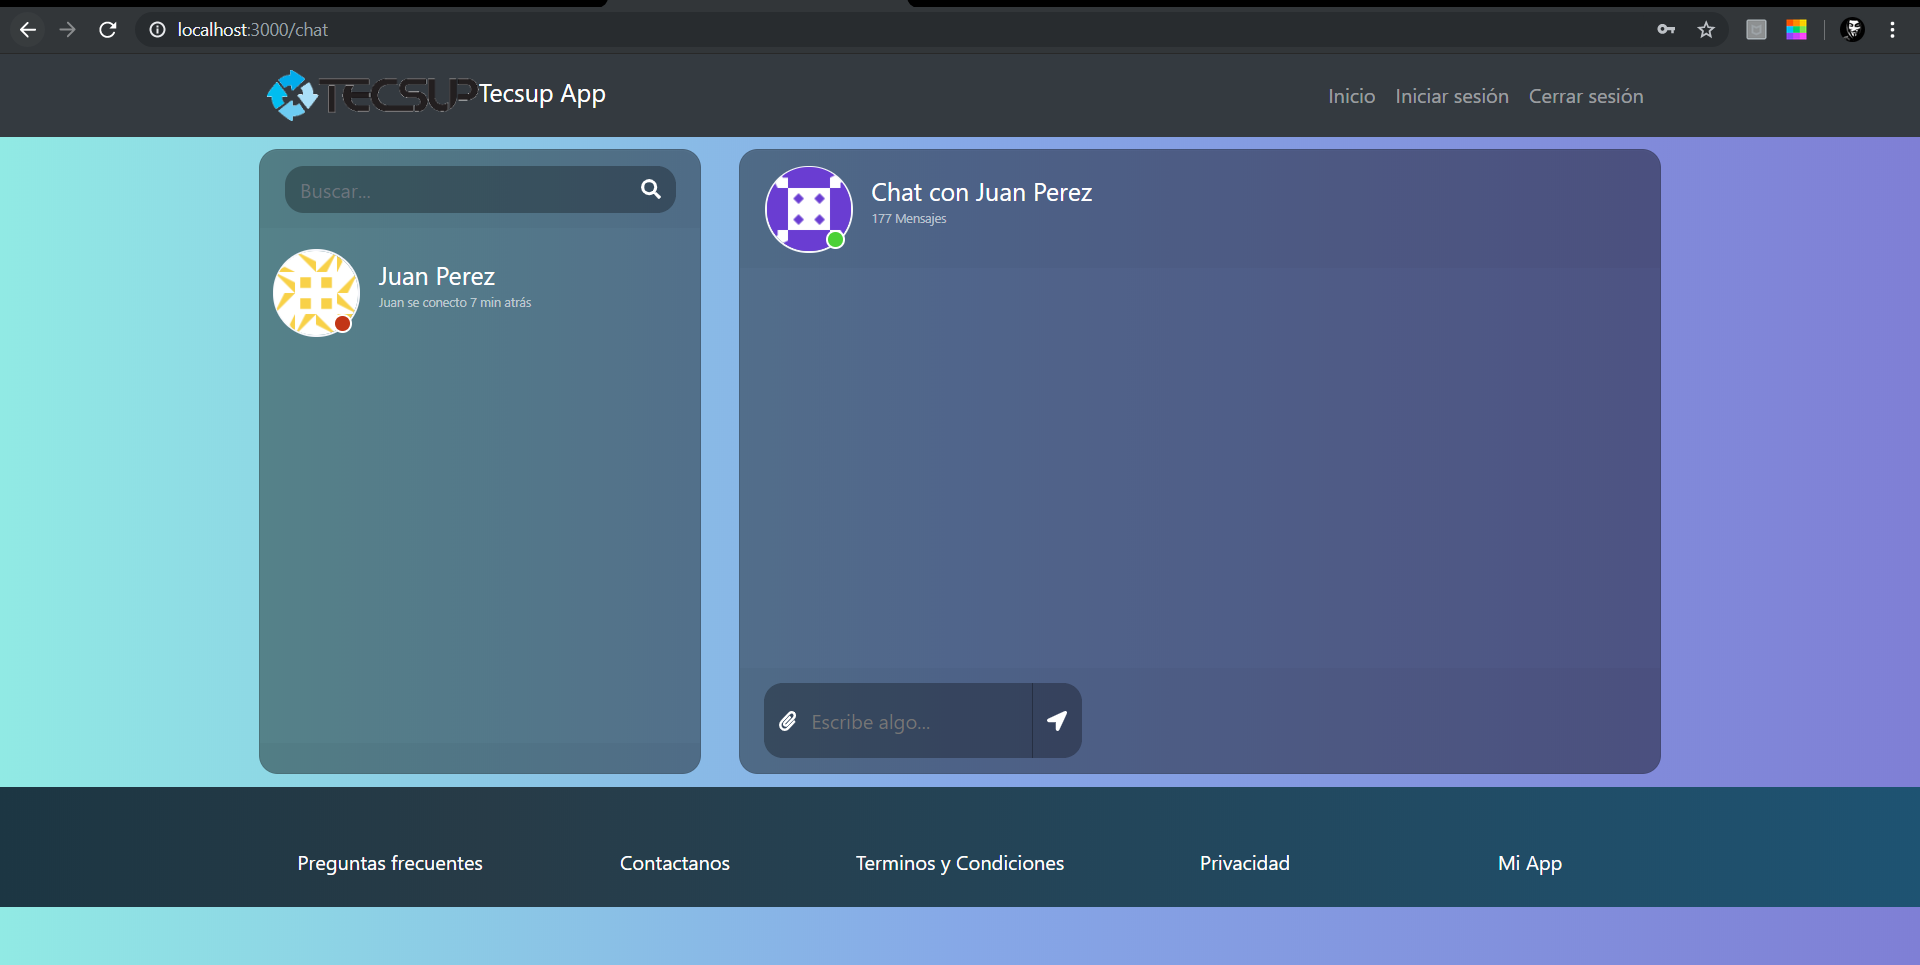 localhost:3000/chat
TECSUP Tecsup App
Inicio Iniciar sesión Cerrar sesión
Buscar...
Juan Perez
Juan se conecto 7 min atrás
Chat con Juan Perez
177 Mensajes
Escribe algo...
Preguntas frecuentes Contactanos Terminos y Condiciones Privacidad Mi App